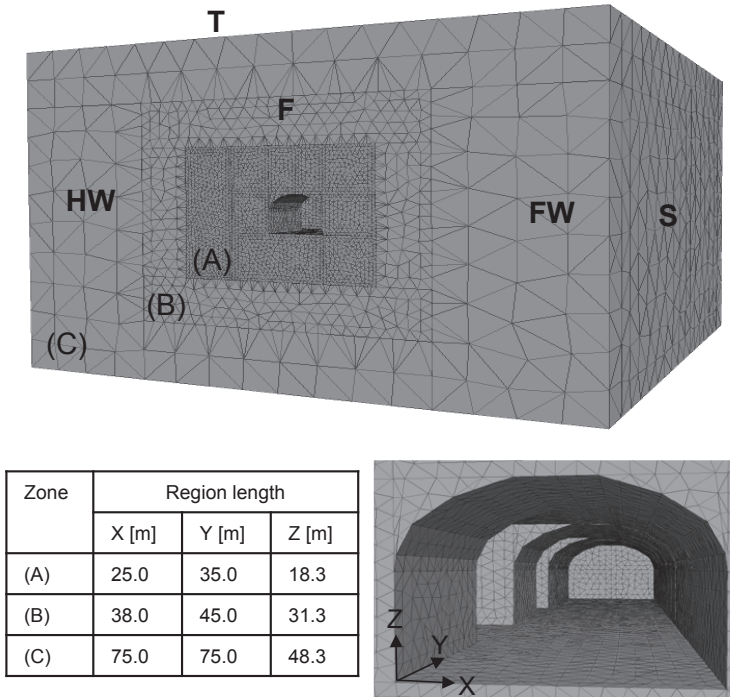 T
F
HW
FW
S
(A)
(B)
(C)
Zone Region length
X [m] Y [m] Z [m]
(A) 25.0 35.0 18.3
(B) 38.0 45.0 31.3
(C) 75.0 75.0 48.3
Z
Y
X